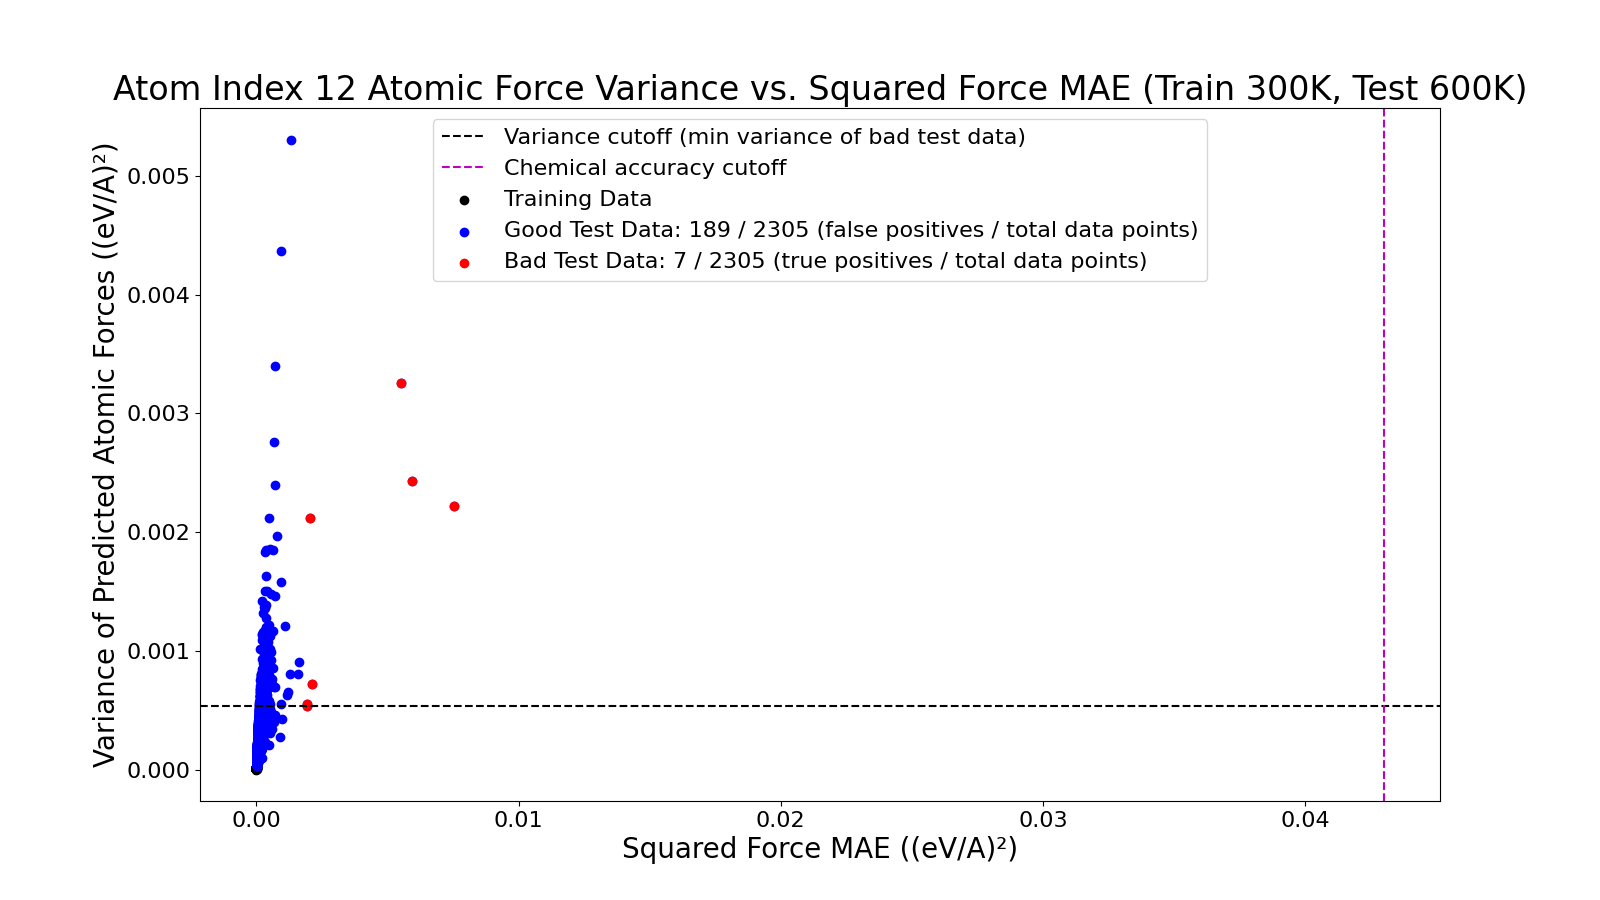 Atom Index 12 Atomic Force Variance vs. Squared Force MAE (Train 300K, Test 600K)
Variance cutoff (min variance of bad test data)
Chemical accuracy cutoff
Training Data
Good Test Data: 189 / 2305 (false positives / total data points)
Bad Test Data: 7 / 2305 (true positives / total data points)
Variance of Predicted Atomic Forces ((eV/A)²)
0.005
0.004
0.003
0.002
0.001
0.000
0.00 0.01 0.02 0.03 0.04
Squared Force MAE ((eV/A)²)